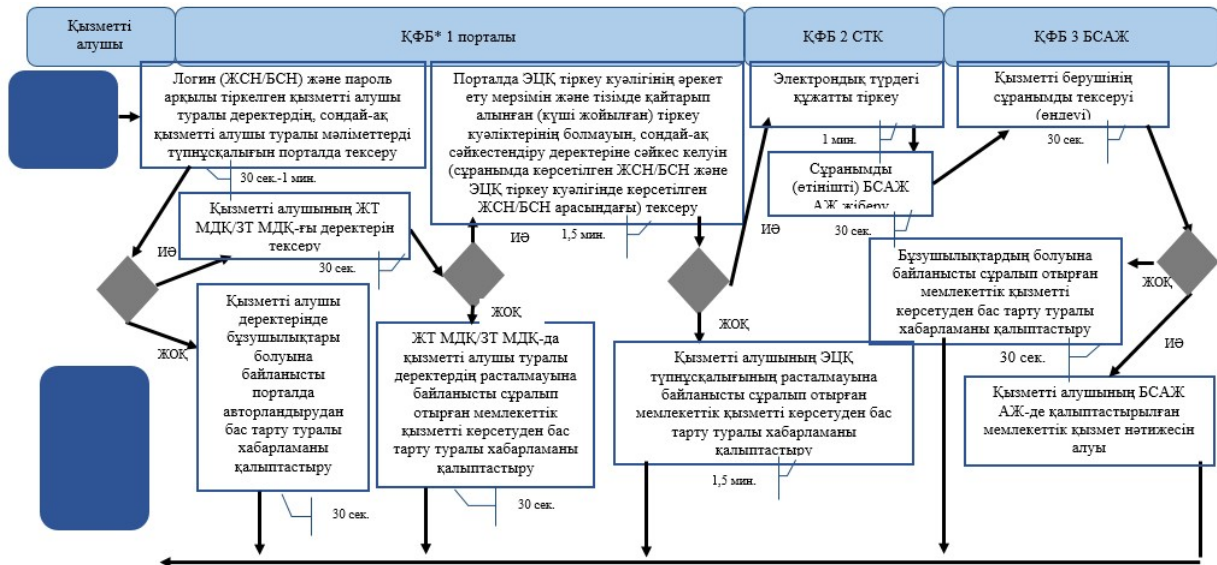 Қызметті
алушы
ҚФБ* 1 порталы
ҚФБ 2 СТК
ҚФБ 3 БСАЖ
Логин (ЖСН/БСН) және пароль
арқылы тіркелген қызметті алушы
туралы деректердің, сондай-ақ
қызметті алушы туралы мәліметтерді
түпнұсқалығын порталда тексеру
30 сек.-1 мин.
Порталда ЭЦҚ тіркеу куәлігінің әрекет
ету мерзімін және тізімде қайтарып
алынған (күші жойылған) тіркеу
куәліктерінің болмауын, сондай-ақ
сәйкестендіру деректеріне сәйкес келуін
(сұранымда көрсетілген ЖСН/БСН және
ЭЦҚ тіркеу куәлігінде көрсетілген
ЖСН/БСН арасындағы) тексеру
1,5 мин.
Электрондық түрдегі
құжатты тіркеу
1 мин.
Қызметті берушінің
сұранымды тексеруі
(өңдеуі)
30 сек.
Сұранымды
(өтінішті) БСАЖ
АЖ жіберу
30 сек.
Қызметті алушының ЖТ
МДҚ/ЗТ МДҚ-ғы деректерін
тексеру
30 сек.
ИӘ
ИӘ
ИӘ
Бұзушылықтардың болуына
байланысты сұралып отырған
мемлекеттік қызметті
көрсетуден бас тарту туралы
хабарламаны қалыптастыру
30 сек.
ЖОҚ
ИӘ
Қызметті алушы
деректерінде
бұзушылықтары
болуына
байланысты
порталда
авторландырудан
бас тарту туралы
хабарламаны
қалыптастыру
30 сек.
ЖОҚ
ЖОҚ
ЖТ МДҚ/ЗТ МДҚ-да
қызметті алушы туралы
деректердің расталмауына
байланысты сұралып
отырған мемлекеттік
қызметті көрсетуден бас
тарту туралы хабарламаны
қалыптастыру
30 сек.
ЖОҚ
Қызметті алушының ЭЦҚ
түпнұсқалығының расталмауына
байланысты сұралып отырған
мемлекеттік қызметті көрсетуден бас
тарту туралы хабарламаны
қалыптастыру
1,5 мин.
Қызметті алушының БСАЖ
АЖ-де қалыптастырылған
мемлекеттік қызмет нәтижесін
алуы